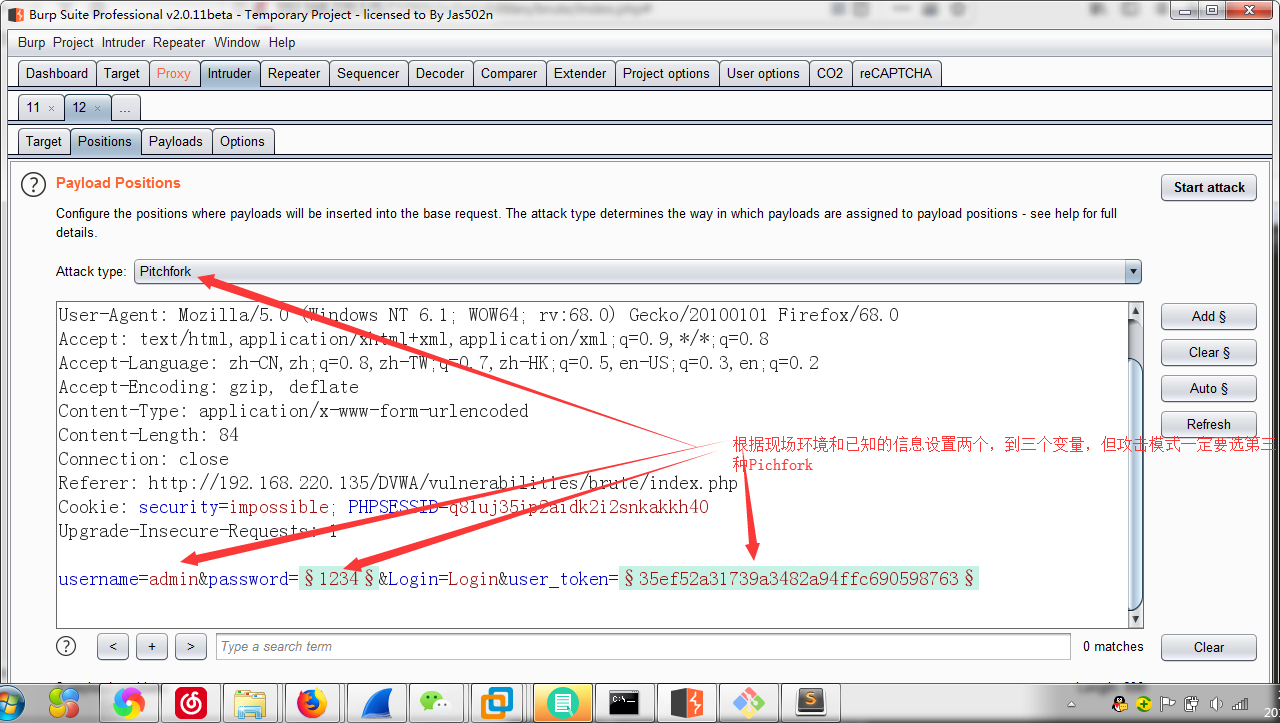 Burp Suite Professional v2.0.11beta - Temporary Project - licensed to By Jas502n
Burp Project Intruder Repeater Window Help
Dashboard Target Proxy Intruder Repeater Sequencer Decoder Comparer Extender Project options User options CO2 reCAPTCHA
11 × 12 × ...
Target Positions Payloads Options
? Payload Positions
Start attack
Configure the positions where payloads will be inserted into the base request. The attack type determines the way in which payloads are assigned to payload positions - see help for full
details.
Attack type: Pitchfork
User-Agent: Mozilla/5.0 (Windows NT 6.1; WOW64; rv:68.0) Gecko/20100101 Firefox/68.0
Accept: text/html,application/xhtml+xml,application/xml;q=0.9,*/*;q=0.8
Accept-Language: zh-CN,zh;q=0.8,zh-TW;q=0.7,zh-HK;q=0.5,en-US;q=0.3,en;q=0.2
Accept-Encoding: gzip, deflate
Content-Type: application/x-www-form-urlencoded
Content-Length: 84
Connection: close
Referer: http://192.168.220.135/DVWA/vulnerabilities/brute/index.php
Cookie: security=impossible; PHPSESSID=q81uj35ip2aidk2i2snkakkh40
Upgrade-Insecure-Requests: 1
username=admin&password=§1234§&Login=Login&user_token=§35ef52a31739a3482a94ffc690598763§
Add §
Clear §
Auto §
Refresh
根据现场环境和已知的信息设置两个，到三个变量，但攻击模式一定要选第三
种Pichfork
? < + > Type a search term 0 matches Clear